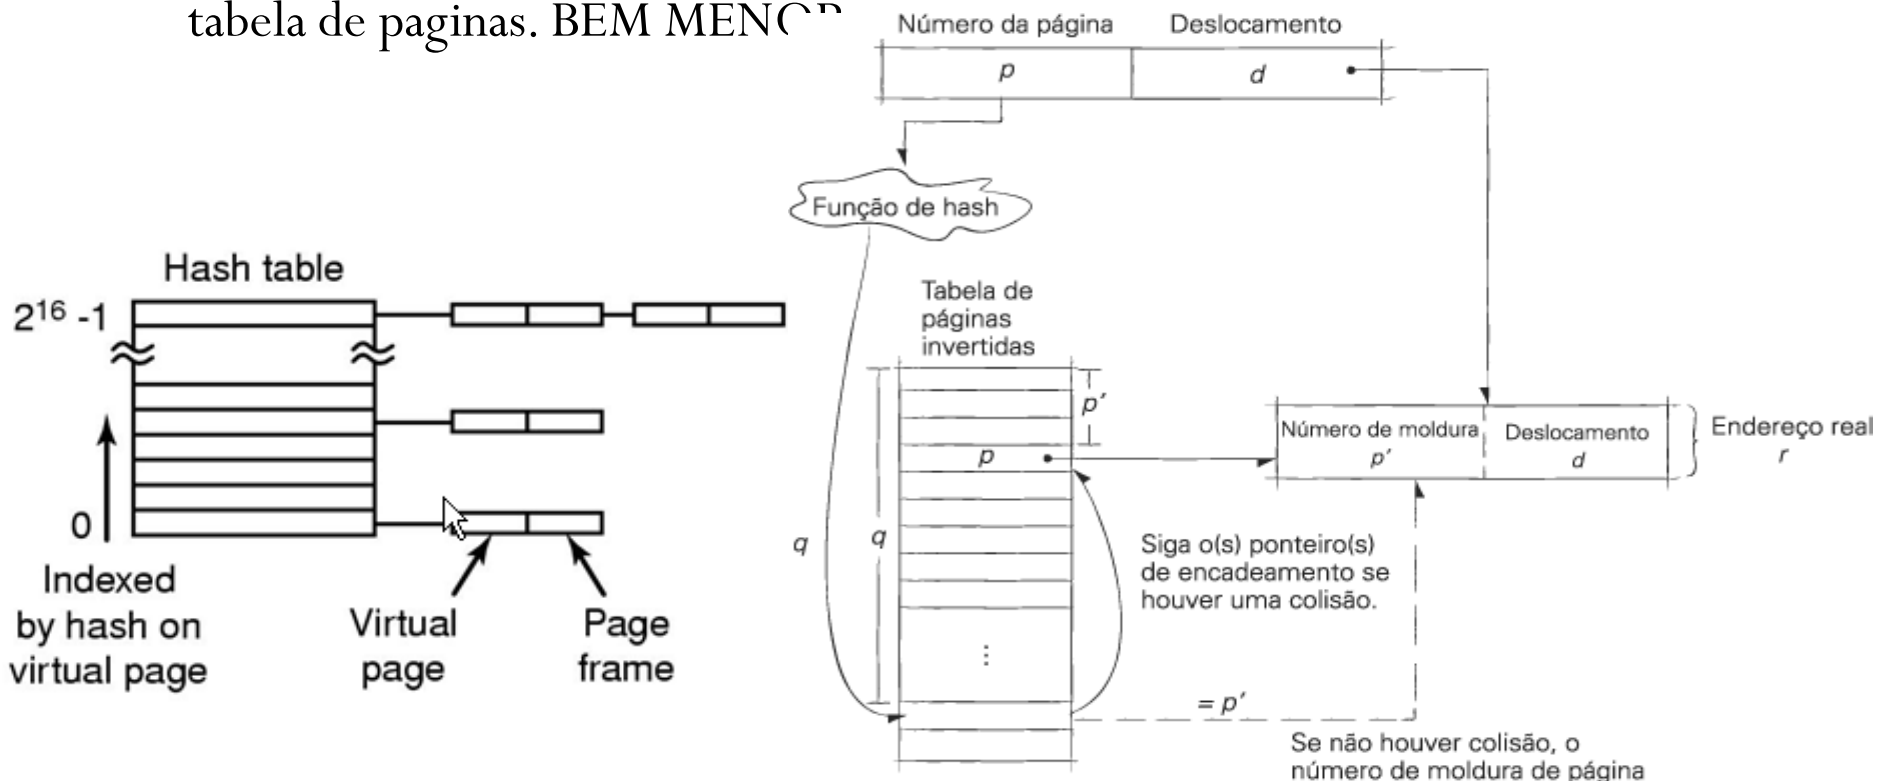 tabela de paginas. BEM MENOR
Hash table
2¹⁶ -1
0
Indexed
by hash on
virtual page
Virtual
page
Page
frame
Número da página
Deslocamento
p
d
Função de hash
Tabela de
páginas
invertidas
p'
p
q
q
Número de moldura
p'
Deslocamento
d
Endereço real
r
Siga o(s) ponteiro(s)
de encadeamento se
houver uma colisão.
= p'
Se não houver colisão, o
número de moldura de página